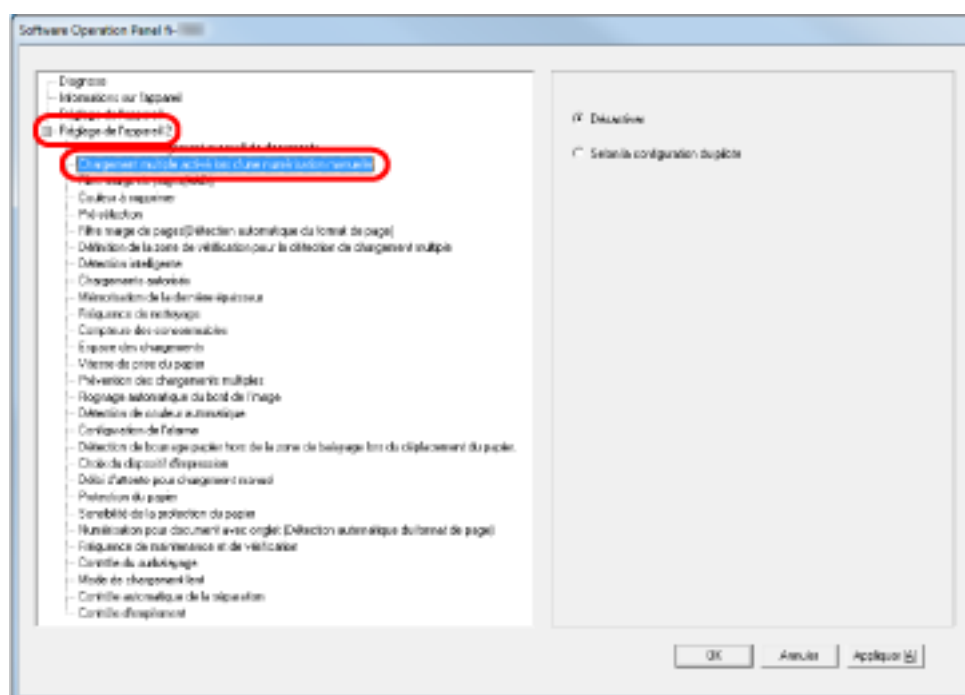 Software Operation Panel fi-
Diagnose
Informations sur l'appareil
Réglage de l'appareil
Réglage de l'appareil 2
Chargement multiple activé lors d'une numérisation manuelle
Couleur à supprimer
Pré-sélection
Filtre marge de pages(Détection automatique du format de page)
Définition de la zone de vérification pour la détection de chargement multiple
Détection intelligente
Chargements autorisés
Mémorisation de la dernière épaisseur
Fréquence de nettoyage
Compteurs des consommables
Espace des chargements
Vitesse de prise du papier
Prévention des chargements multiples
Rognage automatique du bord de l'image
Détection de couleur automatique
Configuration de l'alarme
Détection de bourrage papier hors de la zone de balayage lors du déplacement du papier.
Choix du dispositif d'impression
Délai d'attente pour chargement manuel
Protection du papier
Sensibilité de la protection du papier
Numérisation pour document avec onglet (Détection automatique du format de page)
Fréquence de maintenance et de vérification
Contrôle du
Mode de chargement lent
Contrôle automatique de la séparation
Contrôle d'empilement
Désactiver
Selon la configuration du pilote
OK
Annuler
Appliquer (A)